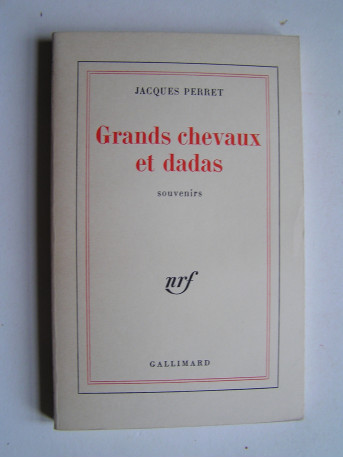 JACQUES PERRET
Grands chevaux
et dadas
souvenirs
nrf
GALLIMARD